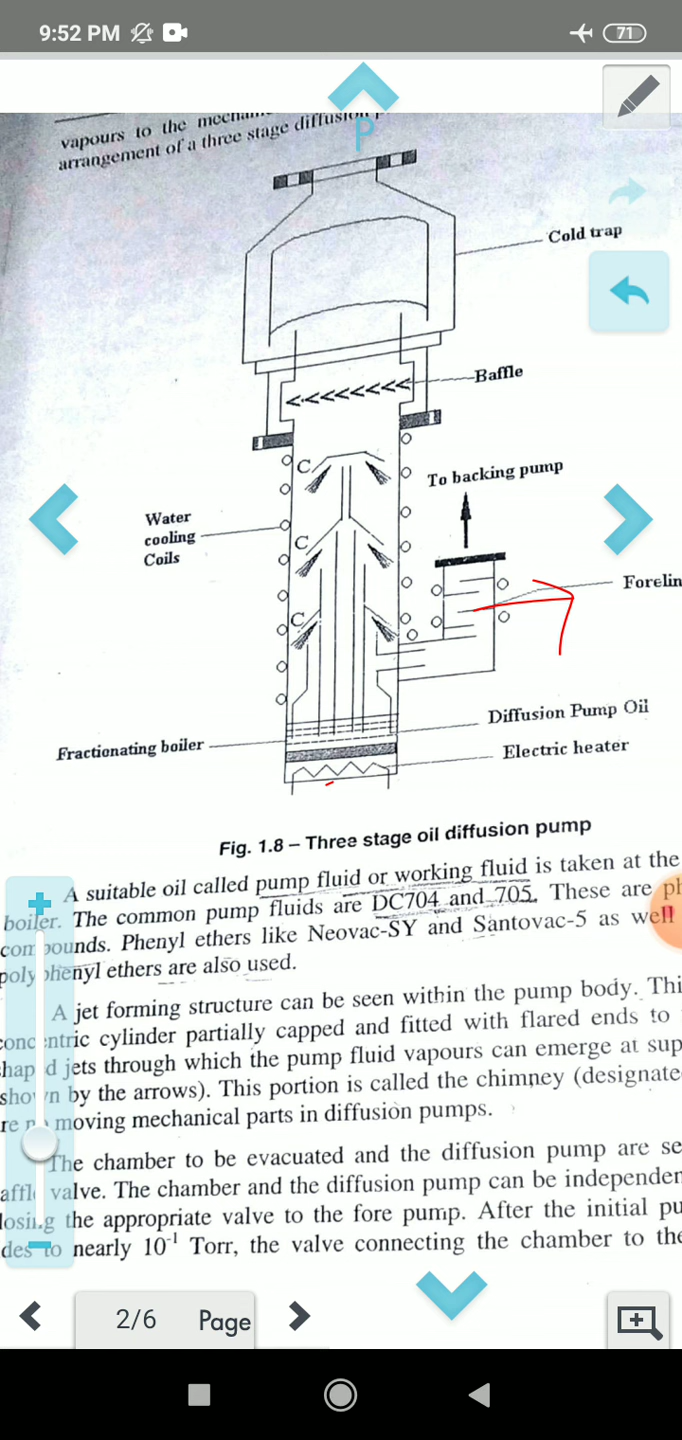 9:52 PM
71
vapours to the
P
arrangement of a three stage
Cold trap
Baffle
To backing pump
Water
cooling
Coils
C
C
C
Diffusion Pump Oil
Fractionating boiler
Electric heater
Fig. 1.8 – Three stage oil diffusion pump
A suitable oil called pump fluid or working fluid is taken at the
boiler. The common pump fluids are DC704 and 705. These are
compounds. Phenyl ethers like Neovac-SY and Santovac-5 as well
polyphenyl ethers are also used.
A jet forming structure can be seen within the pump body.
cylinder partially capped and fitted with flared ends to
jets through which the pump fluid vapours can emerge at
by the arrows). This portion is called the chimney
moving mechanical parts in diffusion pumps.
The chamber to be evacuated and the diffusion pump are
valve. The chamber and the diffusion pump can be
the appropriate valve to the fore pump. After the initial
to nearly 10⁻¹ Torr, the valve connecting the chamber to
2/6 Page